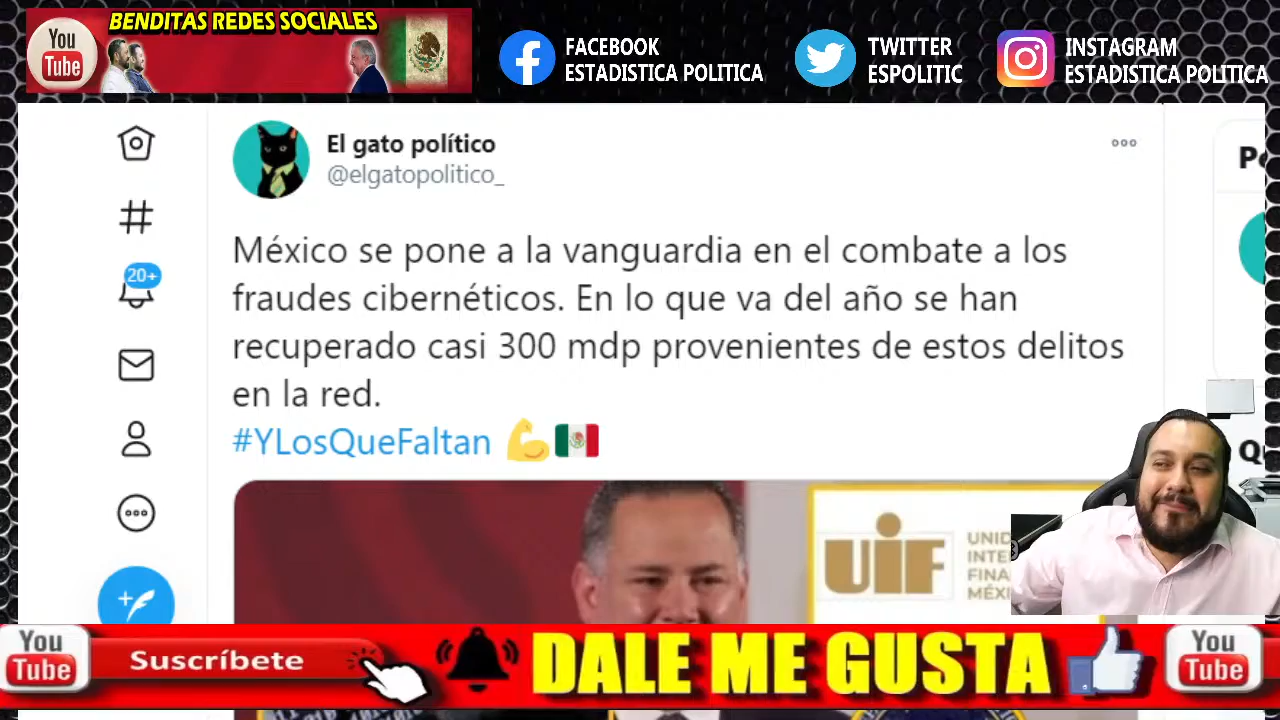 BENDITAS REDES SOCIALES
You
Tube
FACEBOOK
ESTADISTICA POLITICA
TWITTER
ESPOLITIC
INSTAGRAM
ESTADISTICA POLITICA
El gato político
@elgatopolitico_
20+
México se pone a la vanguardia en el combate a los
fraudes cibernéticos. En lo que va del año se han
recuperado casi 300 mdp provenientes de estos delitos
en la red.
#YLosQueFaltan
UIF
You
Tube
Suscríbete
DALE ME GUSTA
You
Tube